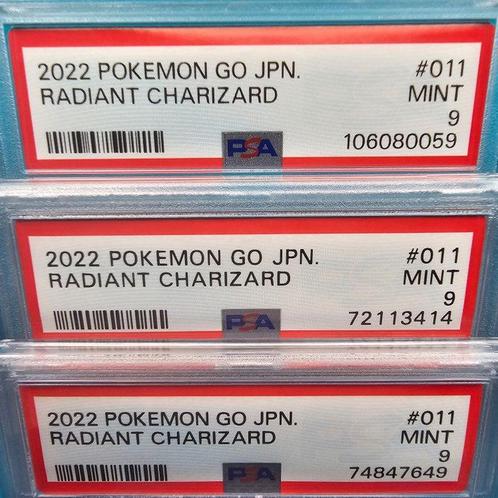 2022 POKEMON GO JPN. #011
RADIANT CHARIZARD MINT
9
PSA 106080059
2022 POKEMON GO JPN. #011
RADIANT CHARIZARD MINT
9
PSA 72113414
2022 POKEMON GO JPN. #011
RADIANT CHARIZARD MINT
9
PSA 74847649